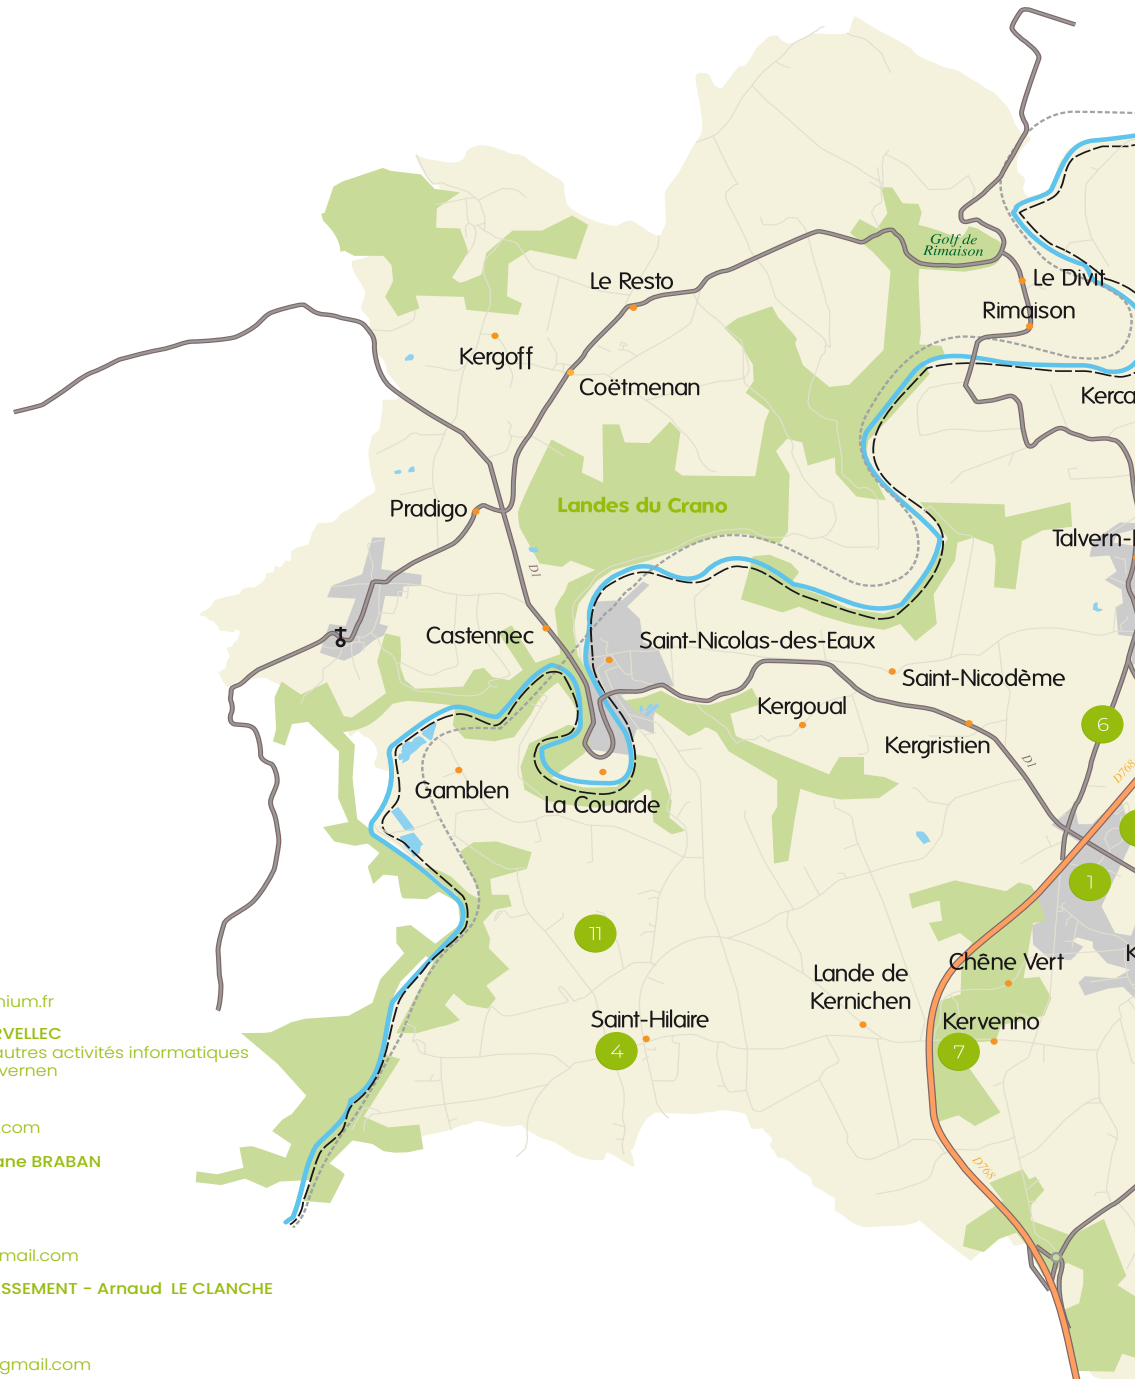 Golf de
Rimaison
Le Divit
Le Resto
Rimaison
Kergoff
Coëtmenan
Kerca
Landes du Crano
Pradigo
Talvern-
D1
Castennec
Saint-Nicolas-des-Eaux
Saint-Nicodème
Kergoual
6
Kergristien
D1
D768
Gamblen
La Couarde
1
11
K
Chêne Vert
Lande de
Kernichen
Saint-Hilaire
Kervenno
4
7
D768
nium.fr
RVELLEC
autres activités informatiques
vernen
.com
ane BRABAN
mail.com
SSEMENT - Arnaud LE CLANCHE
gmail.com